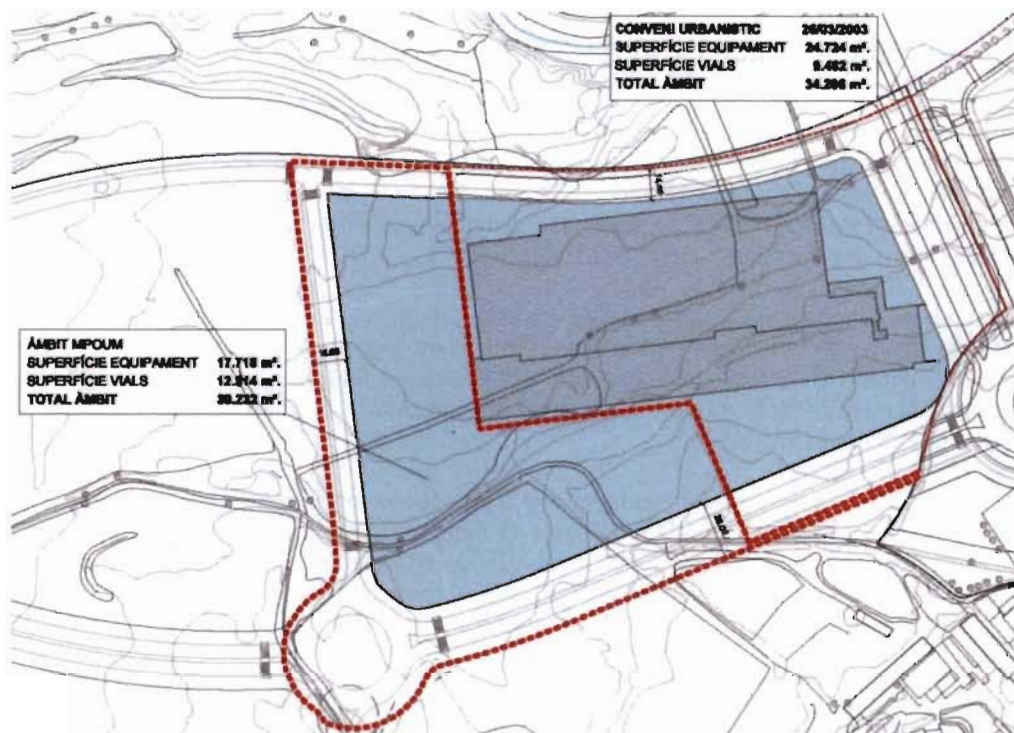 CONVENI URBANISTIC 26/03/2003
SUPERFÍCIE EQUIPAMENT 24.724 m².
SUPERFÍCIE VIALS 9.482 m².
TOTAL ÀMBIT 34.206 m².
ÀMBIT MPOUM
SUPERFÍCIE EQUIPAMENT 17.718 m².
SUPERFÍCIE VIALS 12.514 m².
TOTAL ÀMBIT 30.232 m².